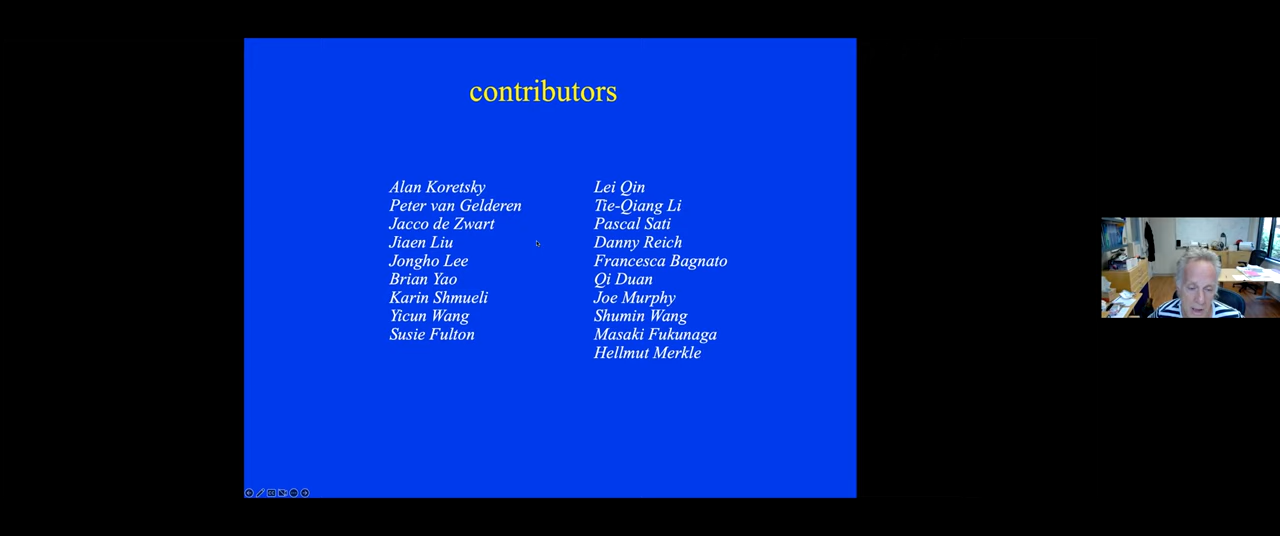 contributors
Alan Koretsky
Peter van Gelderen
Jacco de Zwart
Jiaen Liu
Jongho Lee
Brian Yao
Karin Shmueli
Yicun Wang
Susie Fulton
Lei Qin
Tie-Qiang Li
Pascal Sati
Danny Reich
Francesca Bagnato
Qi Duan
Joe Murphy
Shumin Wang
Masaki Fukunaga
Hellmut Merkle